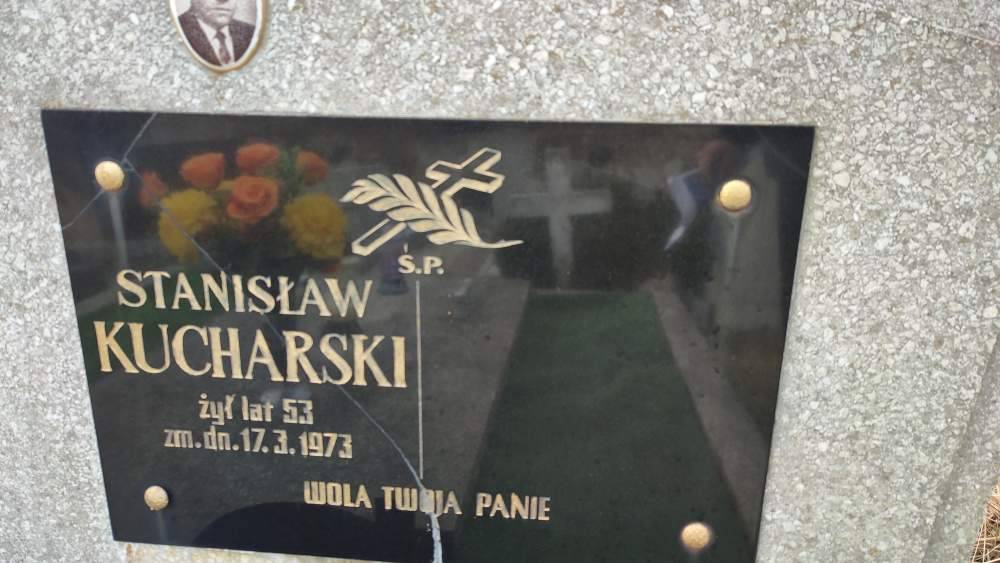 Ś.P.
STANISŁAW
KUCHARSKI
żył lat 53
zm. dn. 17. 3. 1973
WOLA TWOJA PANIE